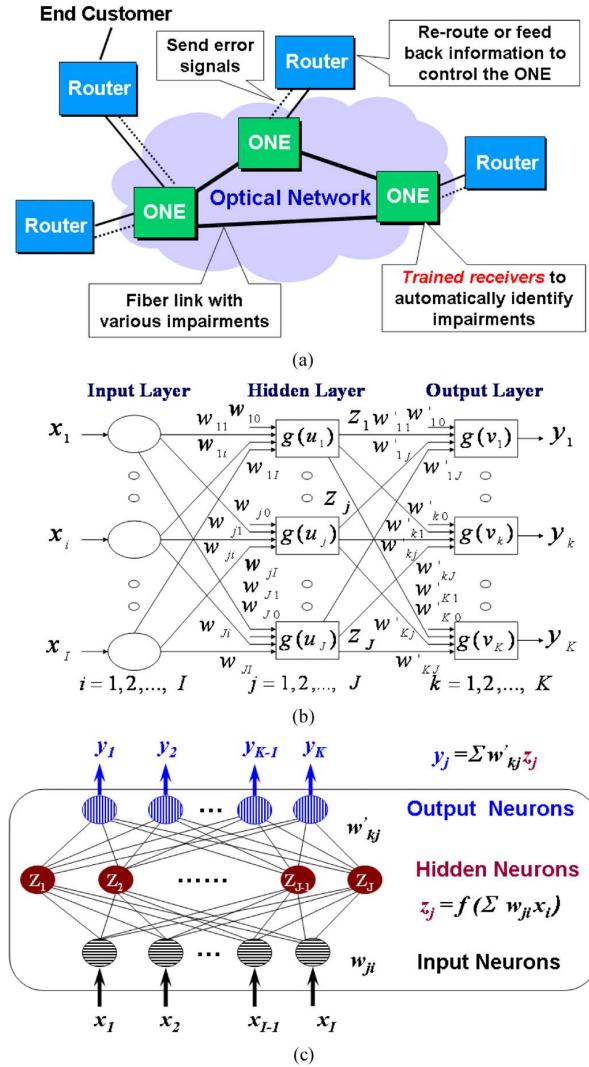 End Customer
Send error
signals
Re-route or feed
back information to
control the ONE
Router
Router
ONE
Router
Router
ONE
Optical Network
ONE
Fiber link with
various impairments
Trained receivers to
automatically identify
impairments
(a)
Input Layer
Hidden Layer
Output Layer
x1
w11
w10
g(u1)
z1
w'11
w'10
g(v1)
y1
w1i
w'1j
w1I
w'1J
zj
xi
wj0
wj1
wji
g(uj)
w'k0
w'k1
w'kj
g(vk)
yk
wjI
wJ1
wJ0
w'kJ
w'K1
w'K0
xI
wJi
wJI
g(uJ)
zJ
w'Kj
w'KJ
g(vK)
yK
i = 1,2,..., I
j = 1,2,..., J
k = 1,2,..., K
(b)
y1 y2 yK-1 yK
yj = Σ w'kj zj
...
w'kj
Output Neurons
Z1 Z2 ...... ZJ-1 ZJ
Hidden Neurons
zj = f (Σ wji xi)
...
wji
Input Neurons
x1 x2 xI-1 xI
(c)